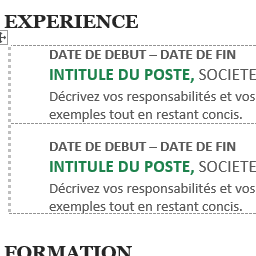 EXPERIENCE
DATE DE DEBUT – DATE DE FIN
INTITULE DU POSTE, SOCIETE
Décrivez vos responsabilités et vos
exemples tout en restant concis.
DATE DE DEBUT – DATE DE FIN
INTITULE DU POSTE, SOCIETE
Décrivez vos responsabilités et vos
exemples tout en restant concis.
FORMATION